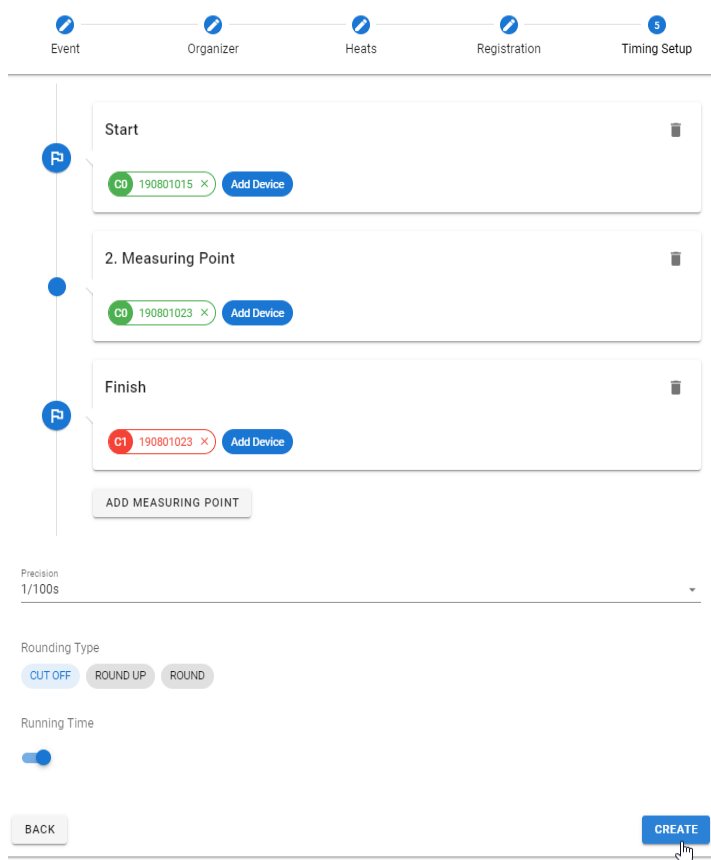 5
Event Organizer Heats Registration Timing Setup
Start
C0 190801015 × Add Device
2. Measuring Point
C0 190801023 × Add Device
Finish
C1 190801023 × Add Device
ADD MEASURING POINT
Precision
1/100s
Rounding Type
CUT OFF ROUND UP ROUND
Running Time
BACK CREATE